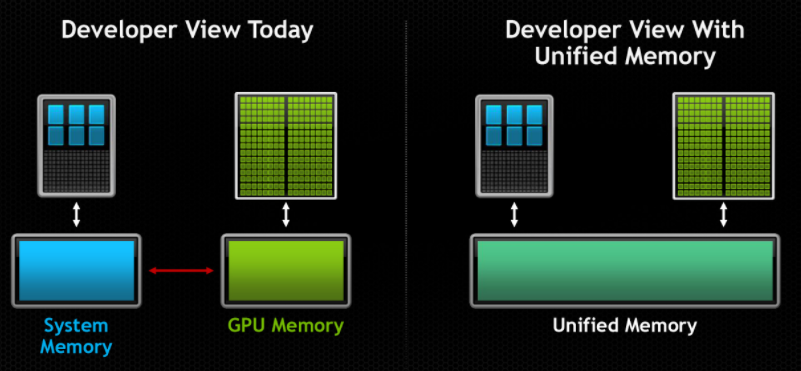 Developer View Today
Developer View With
Unified Memory
System
Memory
GPU Memory
Unified Memory